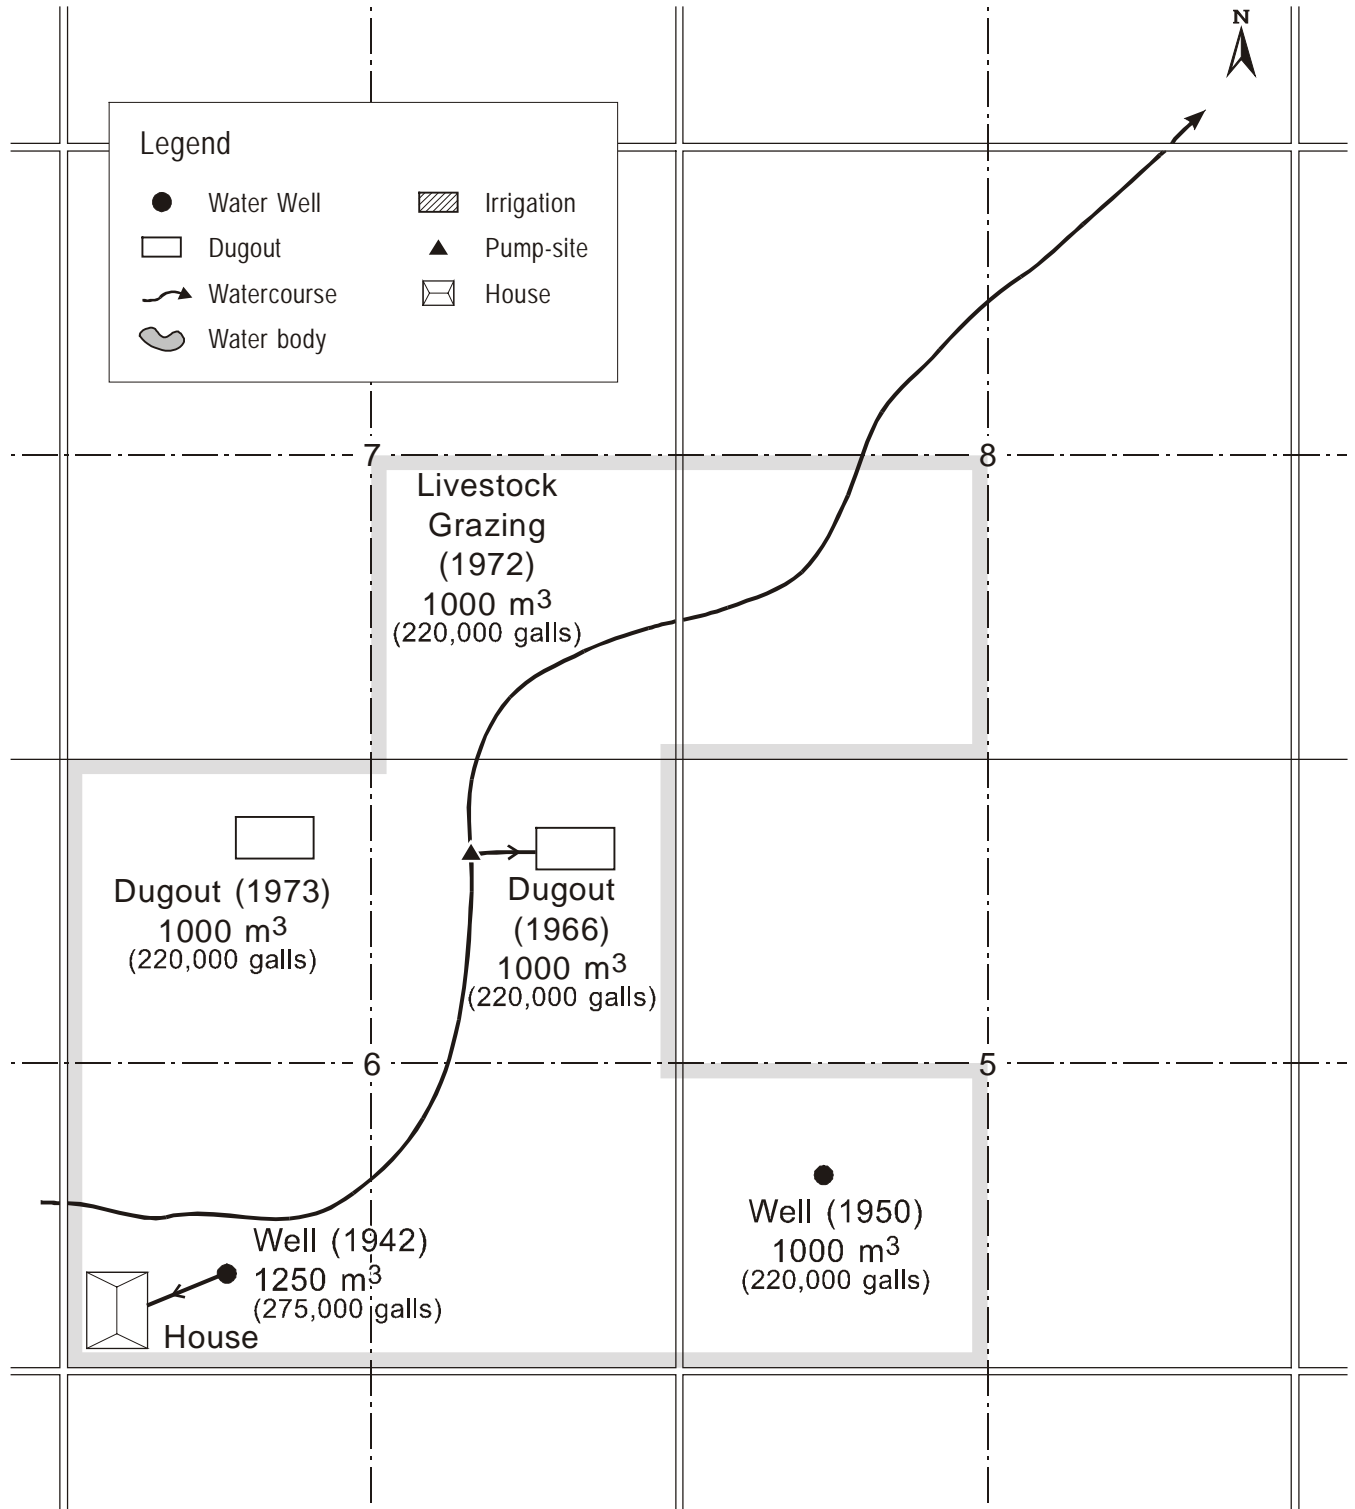 N
Legend
Water Well
Irrigation
Dugout
Pump-site
Watercourse
House
Water body
7
8
Livestock
Grazing
(1972)
1000 m³
(220,000 galls)
Dugout (1973)
1000 m³
(220,000 galls)
Dugout
(1966)
1000 m³
(220,000 galls)
6
5
Well (1950)
1000 m³
(220,000 galls)
Well (1942)
1250 m³
(275,000 galls)
House